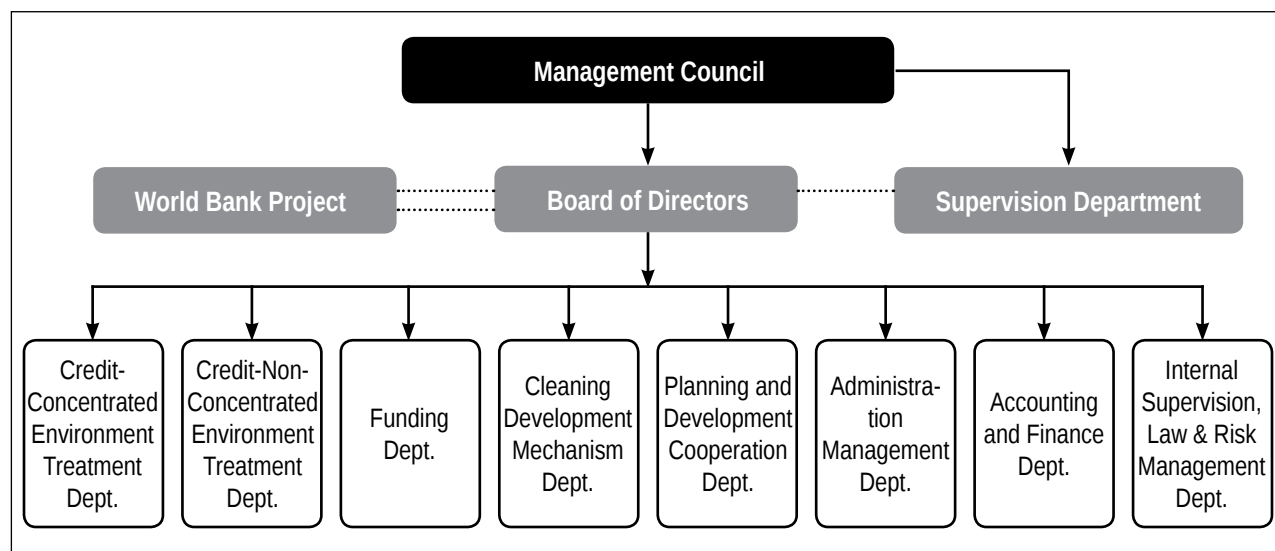 Management Council
World Bank Project
Board of Directors
Supervision Department
Credit-
Concentrated
Environment
Treatment
Dept.
Credit-Non-
Concentrated
Environment
Treatment
Dept.
Funding
Dept.
Cleaning
Development
Mechanism
Dept.
Planning and
Development
Cooperation
Dept.
Administra-
tion
Management
Dept.
Accounting
and Finance
Dept.
Internal
Supervision,
Law & Risk
Management
Dept.